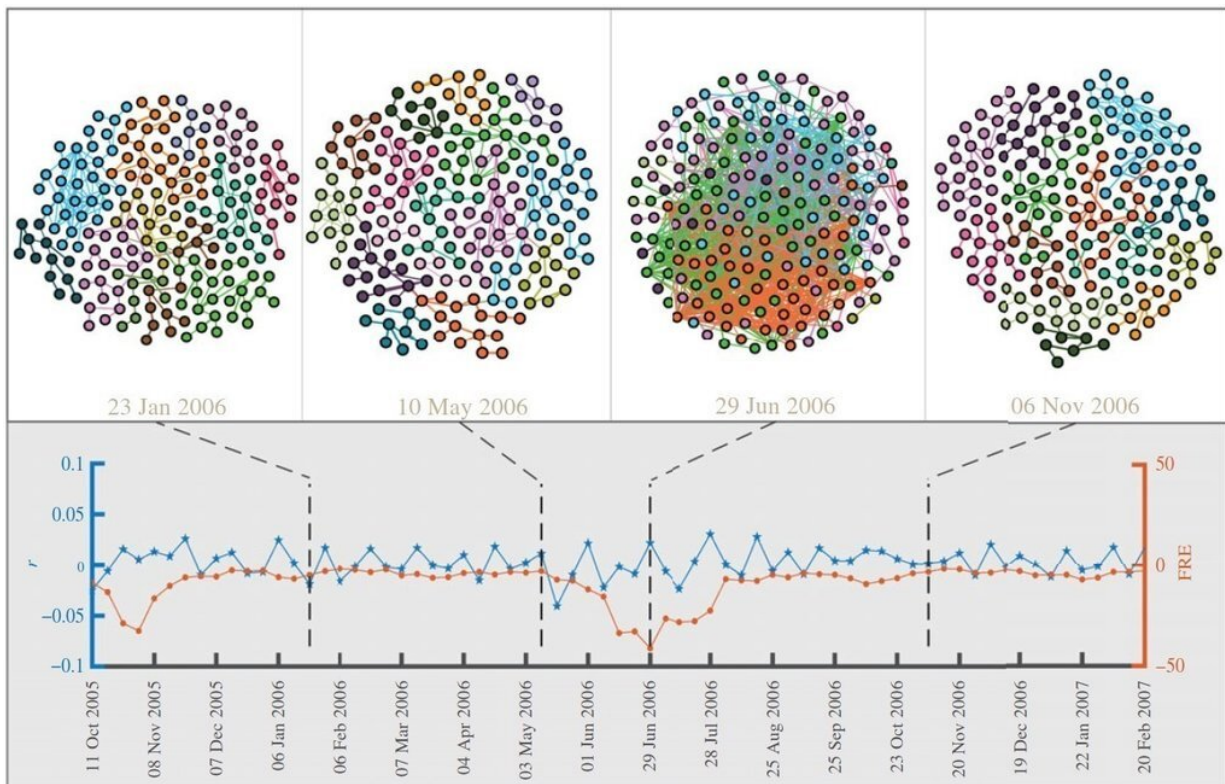 23 Jan 2006
10 May 2006
29 Jun 2006
06 Nov 2006
0.1
0.05
0
−0.05
−0.1
r
50
0
−50
FRE
11 Oct 2005
08 Nov 2005
07 Dec 2005
06 Jan 2006
06 Feb 2006
07 Mar 2006
04 Apr 2006
03 May 2006
01 Jun 2006
29 Jun 2006
28 Jul 2006
25 Aug 2006
25 Sep 2006
23 Oct 2006
20 Nov 2006
19 Dec 2006
22 Jan 2007
20 Feb 2007